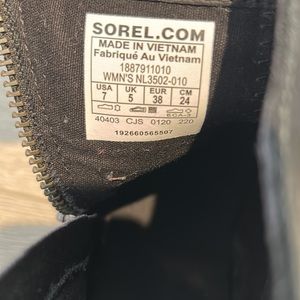 SOREL.COM
MADE IN VIETNAM
Fabriqué Au Vietnam
1887911010
WMN'S NL3502-010
USA UK EUR CM
7 5 38 24
40403 CJS 0120 220
192660565507